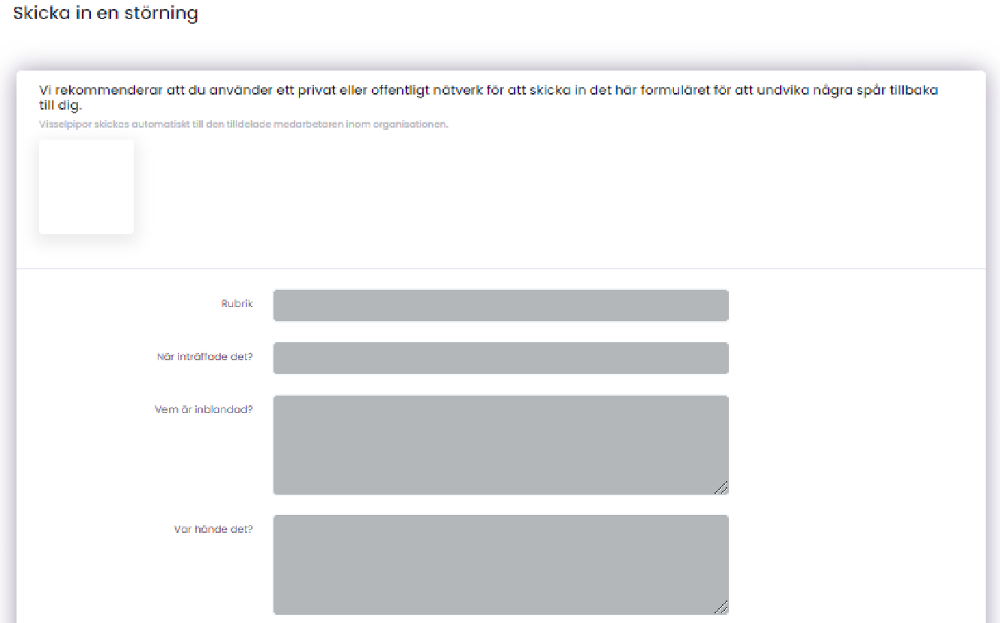 Skicka in en störning
Vi rekommenderar att du använder ett privat eller offentligt nätverk för att skicka in det här formuläret för att undvika några spår tillbaka
till dig.
Visselpipor skickas automatiskt till den tilldelade medarbetaren inom organisationen.
Rubrik
När inträffade det?
Vem är inblandad?
Var hände det?